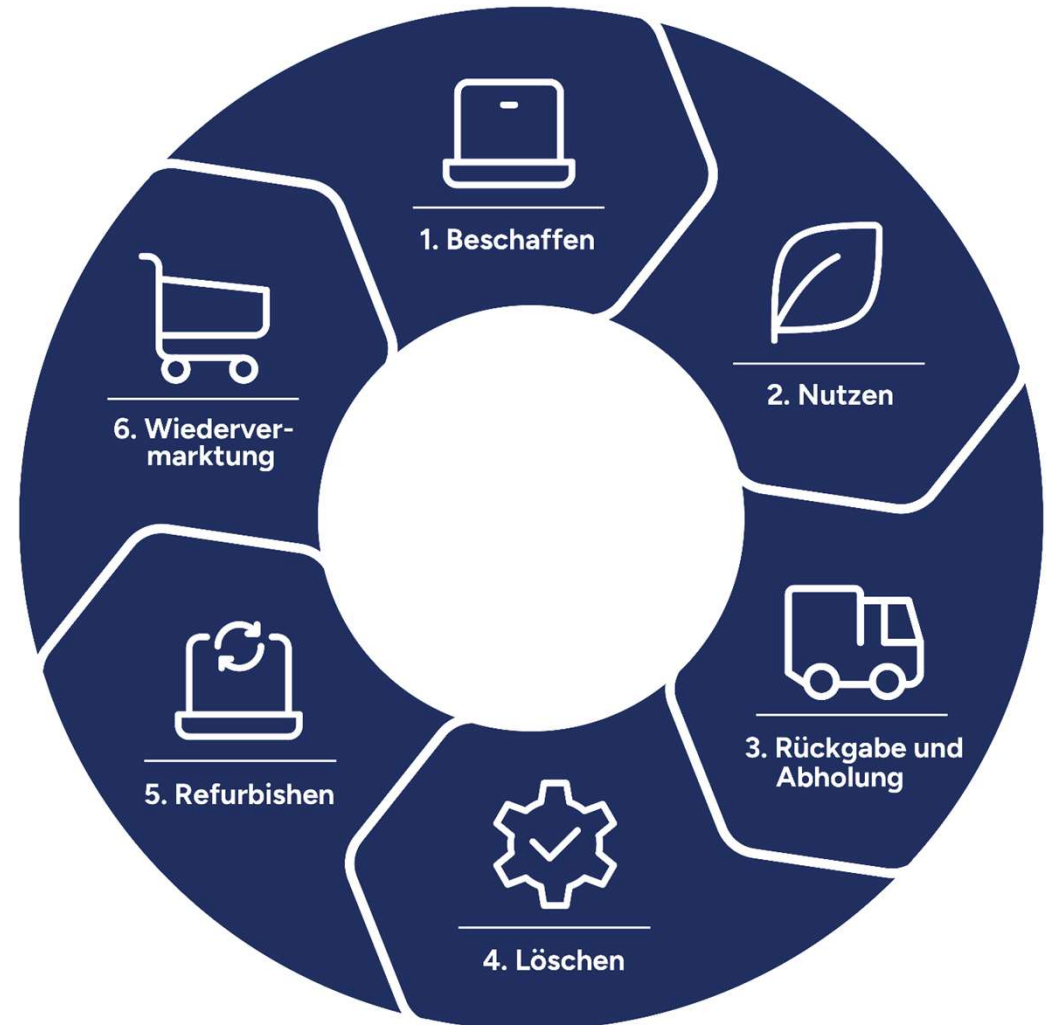 1. Beschaffen
2. Nutzen
3. Rückgabe und
Abholung
4. Löschen
5. Refurbishen
6. Wiederver-
marktung